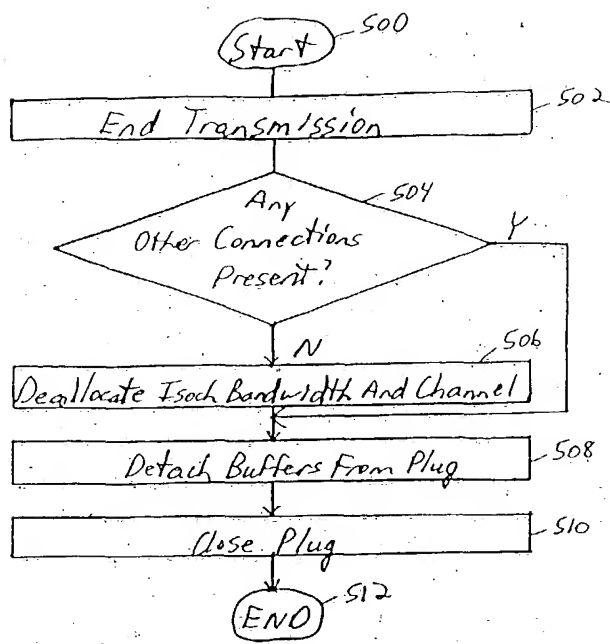 500
Start
502
End Transmission
504
Any
Other Connections
Present?
Y
N
506
Deallocate Isoch Bandwidth And Channel
508
Detach Buffers From Plug
510
Close Plug
512
END